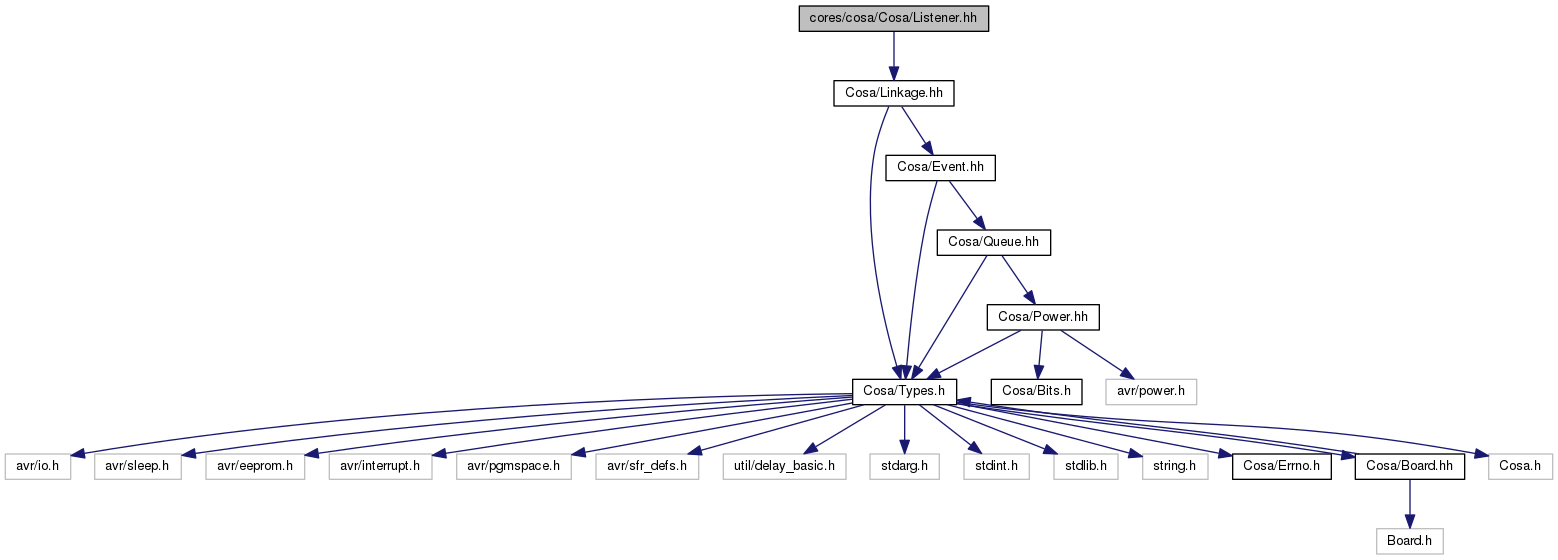 cores/cosa/Cosa/Listener.hh
Cosa/Linkage.hh
Cosa/Event.hh
Cosa/Queue.hh
Cosa/Power.hh
Cosa/Types.h
Cosa/Bits.h
avr/power.h
avr/io.h
avr/sleep.h
avr/eeprom.h
avr/interrupt.h
avr/pgmspace.h
avr/sfr_defs.h
util/delay_basic.h
stdarg.h
stdint.h
stdlib.h
string.h
Cosa/Errno.h
Cosa/Board.hh
Cosa.h
Board.h